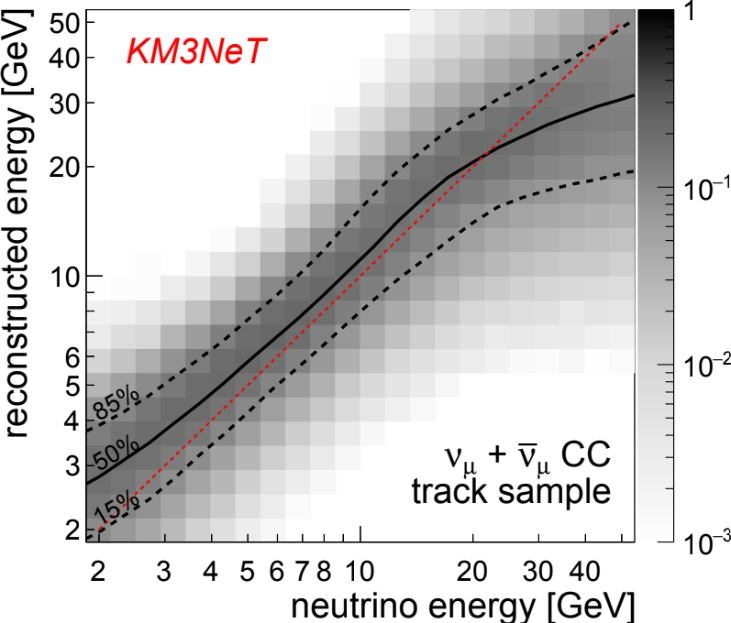 reconstructed energy [GeV]
50
40
30
20
10
6
5
4
3
2
KM3NeT
85%
50%
15%
ν_μ + ν̅_μ CC
track sample
2 3 4 5 6 7 8 10 20 30 40
neutrino energy [GeV]
1
10⁻¹
10⁻²
10⁻³